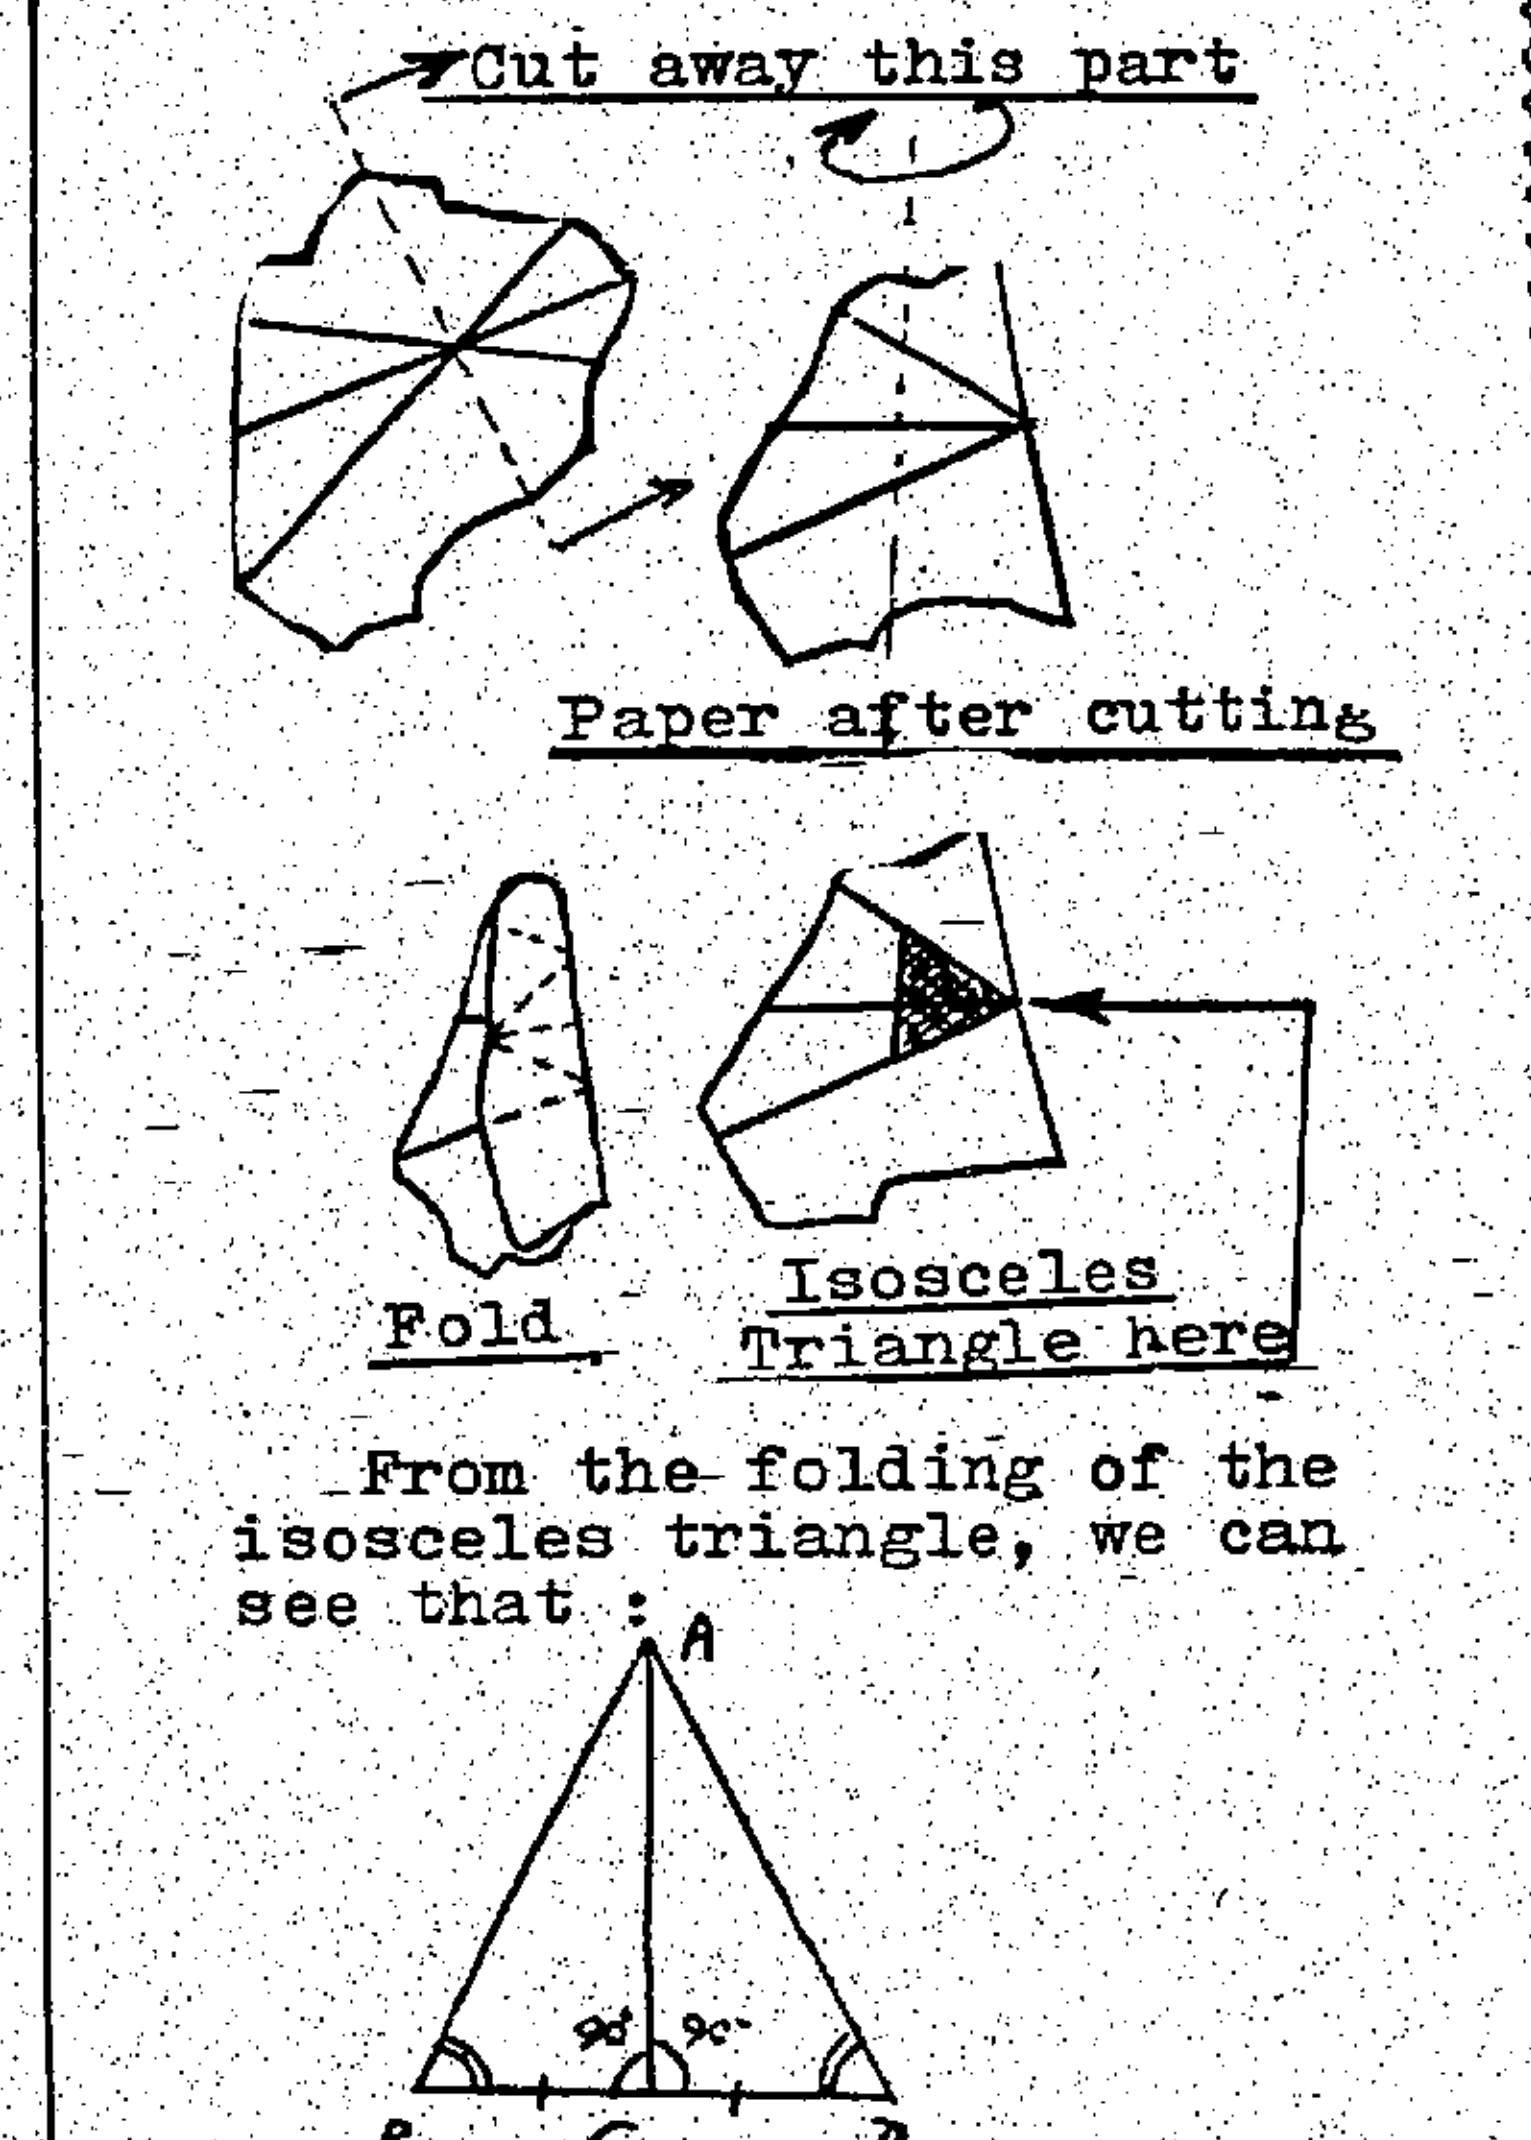 Cut away this part
Paper after cutting
Fold
Isosceles
Triangle here
From the folding of the
isosceles triangle, we can
see that :
A
90° 90°